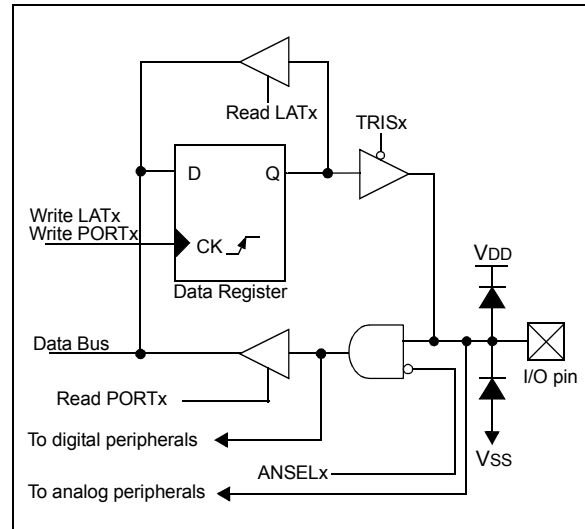 Read LATx
TRISx
D
Q
Write LATx
Write PORTx
CK
Data Register
VDD
Data Bus
I/O pin
Read PORTx
To digital peripherals
VSS
ANSELx
To analog peripherals